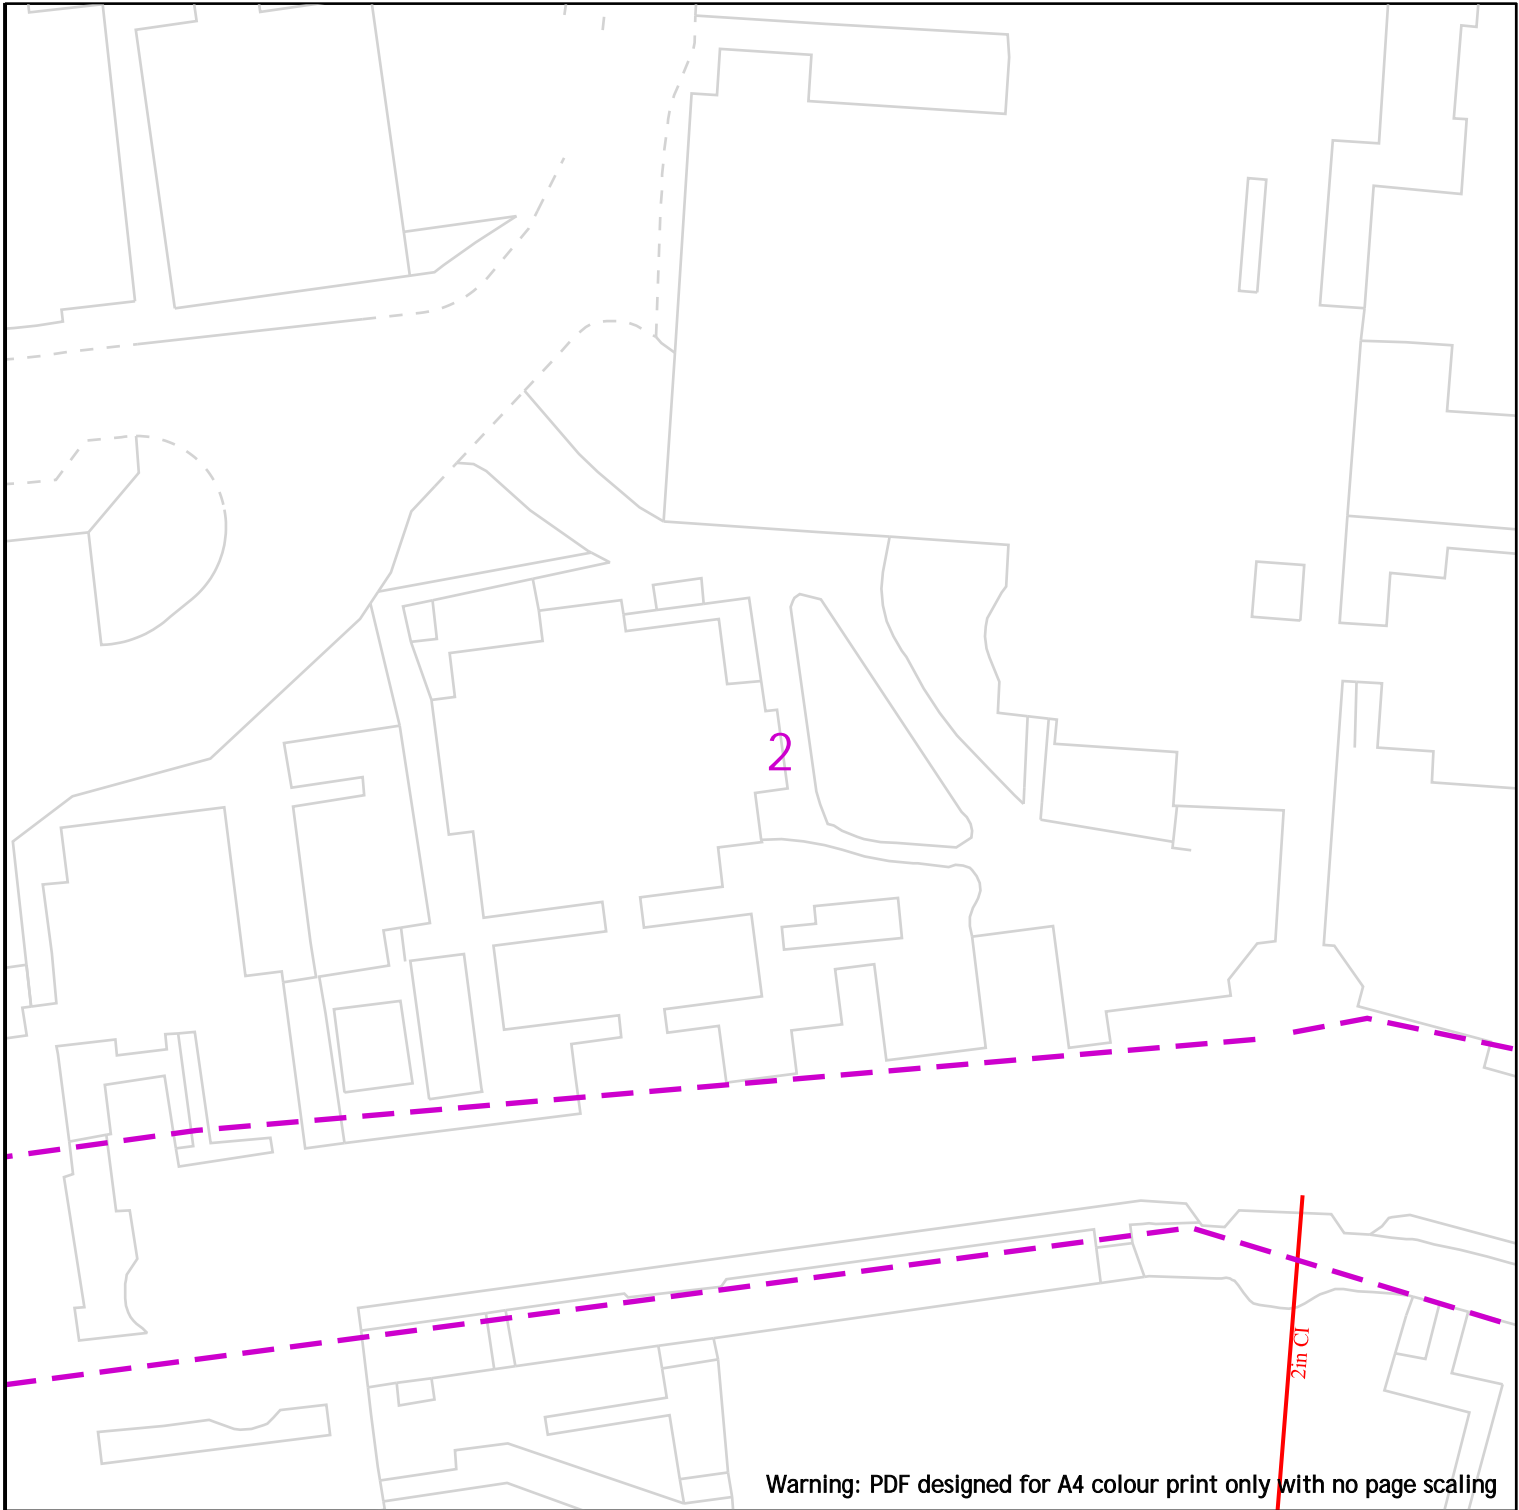 2
2in CI
Warning: PDF designed for A4 colour print only with no page scaling